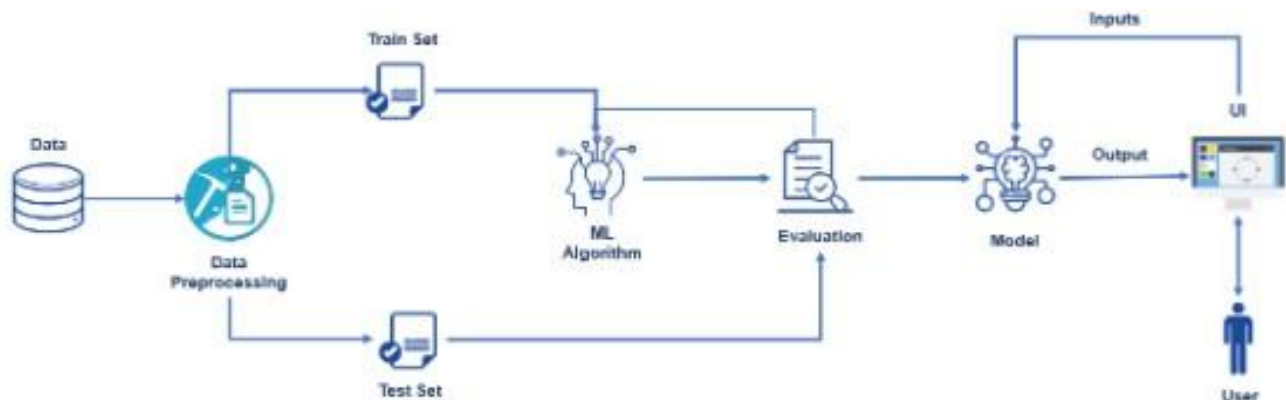 Inputs
Train Set
UI
Data
Output
ML
Algorithm
Evaluation
Model
Data
Preprocessing
Test Set
User